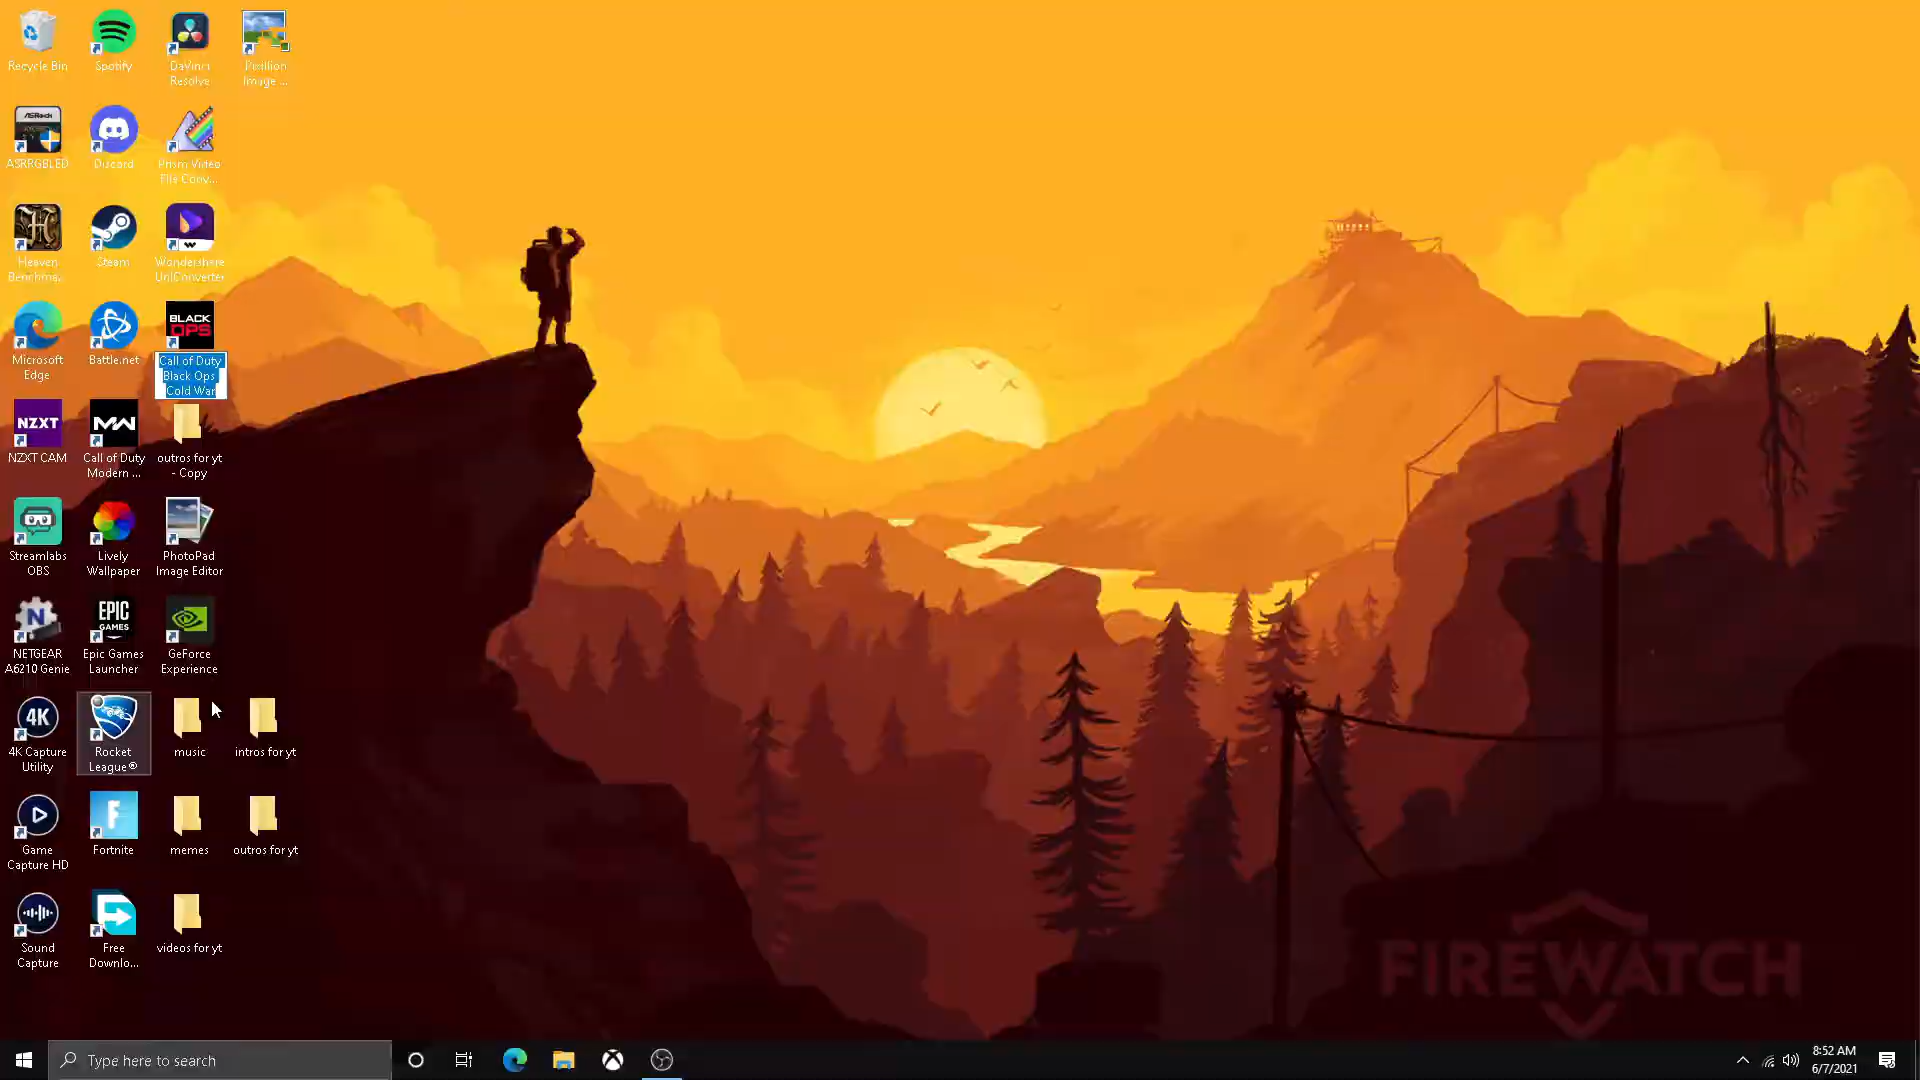 Recycle Bin
Spotify
DaVinci
Resolve
Pixillion
Image ...
ASRock
ASRRGBLED
Discord
Prism Video
File Conv...
Heaven
Benchma...
Steam
Wondershare
UniConverter
Microsoft
Edge
Battle.net
BLACK
OPS
Call of Duty
Black Ops
Cold War
NZXT
NZXT CAM
MW
Call of Duty
Modern ...
outros for yt
- Copy
Streamlabs
OBS
Lively
Wallpaper
PhotoPad
Image Editor
N
NETGEAR
A6210 Genie
EPIC
GAMES
Epic Games
Launcher
GeForce
Experience
4K
4K Capture
Utility
Rocket
League®
music
intros for yt
Game
Capture HD
F
Fortnite
memes
outros for yt
Sound
Capture
Free
Downlo...
videos for yt
FIREWATCH
Type here to search
8:52 AM
6/7/2021